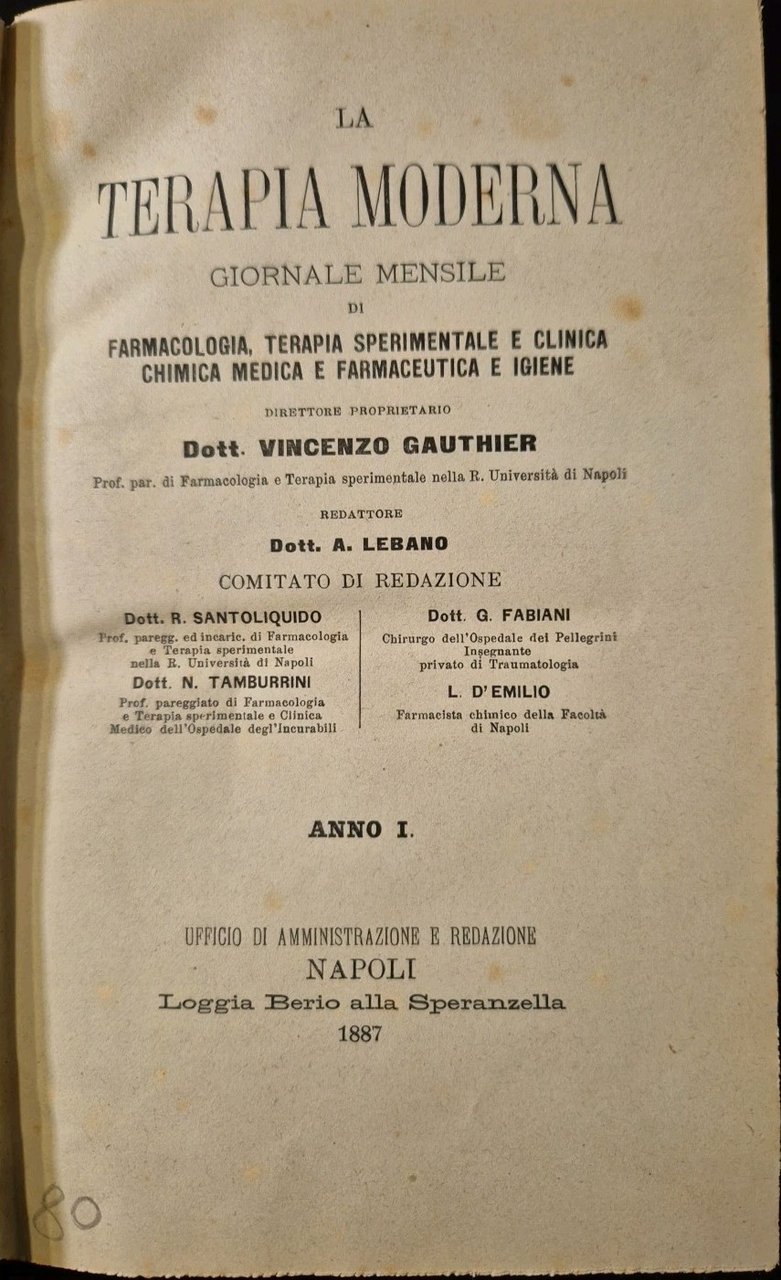 LA
TERAPIA MODERNA
GIORNALE MENSILE
DI
FARMACOLOGIA, TERAPIA SPERIMENTALE E CLINICA
CHIMICA MEDICA E FARMACEUTICA E IGIENE
DIRETTORE PROPRIETARIO
Dott. VINCENZO GAUTHIER
Prof. par. di Farmacologia e Terapia sperimentale nella R. Università di Napoli
REDATTORE
Dott. A. LEBANO
COMITATO DI REDAZIONE
Dott. R. SANTOLIQUIDO
Prof. paregg. ed incaric. di Farmacologia
e Terapia sperimentale
nella R. Università di Napoli
Dott. N. TAMBURRINI
Prof. pareggiato di Farmacologia
e Terapia sperimentale e Clinica
Medico dell'Ospedale degl'Incurabili
Dott. G. FABIANI
Chirurgo dell'Ospedale dei Pellegrini
Insegnante
privato di Traumatologia
L. D'EMILIO
Farmacista chimico della Facoltà
di Napoli
ANNO I.
UFFICIO DI AMMINISTRAZIONE E REDAZIONE
NAPOLI
Loggia Berio alla Speranzella
1887
80